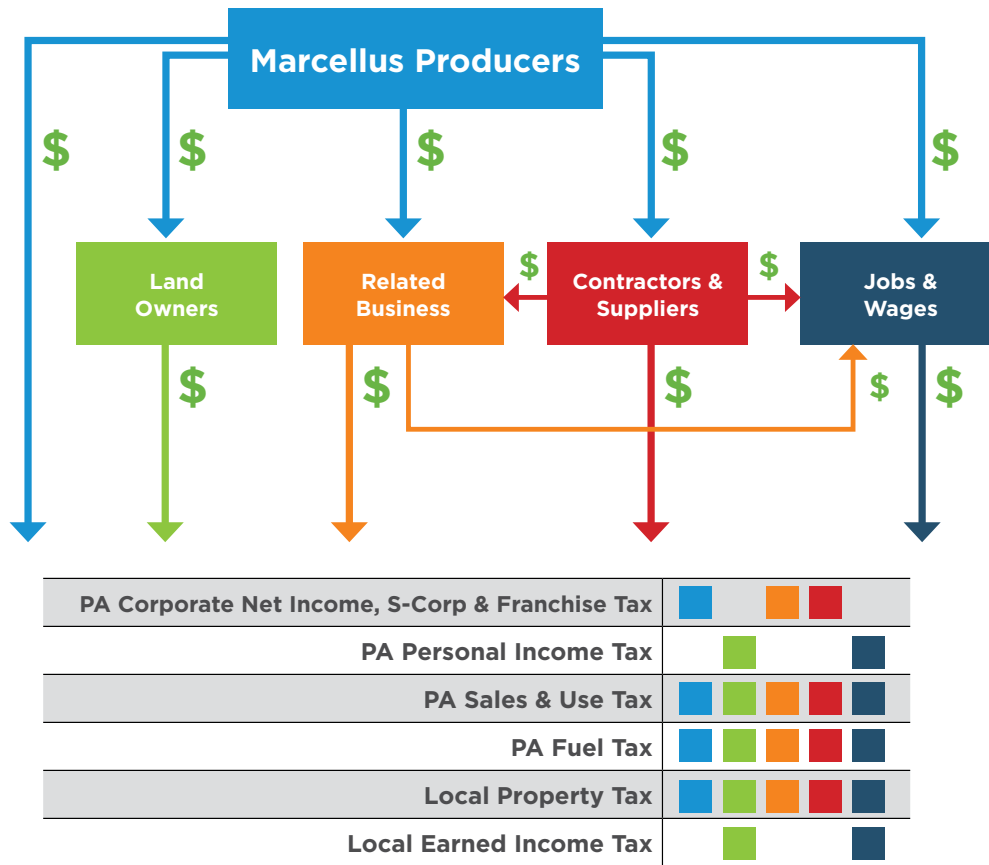 Marcellus Producers
$ $ $ $ $
Land
Owners
Related
Business
$
Contractors &
Suppliers
$
Jobs &
Wages
$ $ $ $ $
PA Corporate Net Income, S-Corp & Franchise Tax
PA Personal Income Tax
PA Sales & Use Tax
PA Fuel Tax
Local Property Tax
Local Earned Income Tax